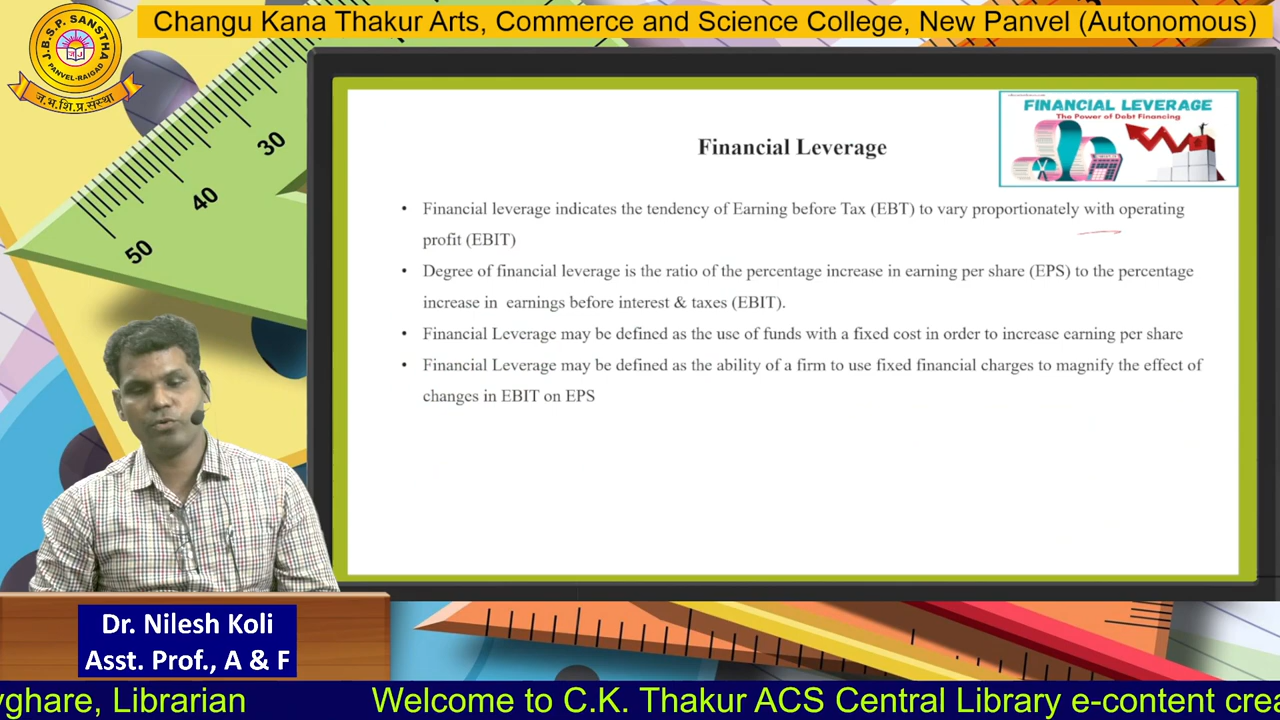 Changu Kana Thakur Arts, Commerce and Science College, New Panvel (Autonomous)
J.B.S.P. SANSTHA
PANVEL-RAIGAD
ज.भ.शि.प्र.संस्था
30
40
50
FINANCIAL LEVERAGE
The Power of Debt Financing
Financial Leverage
• Financial leverage indicates the tendency of Earning before Tax (EBT) to vary proportionately with operating
profit (EBIT)
• Degree of financial leverage is the ratio of the percentage increase in earning per share (EPS) to the percentage
increase in earnings before interest & taxes (EBIT).
• Financial Leverage may be defined as the use of funds with a fixed cost in order to increase earning per share
• Financial Leverage may be defined as the ability of a firm to use fixed financial charges to magnify the effect of
changes in EBIT on EPS
Dr. Nilesh Koli
Asst. Prof., A & F
yghare, Librarian Welcome to C.K. Thakur ACS Central Library e-content crea